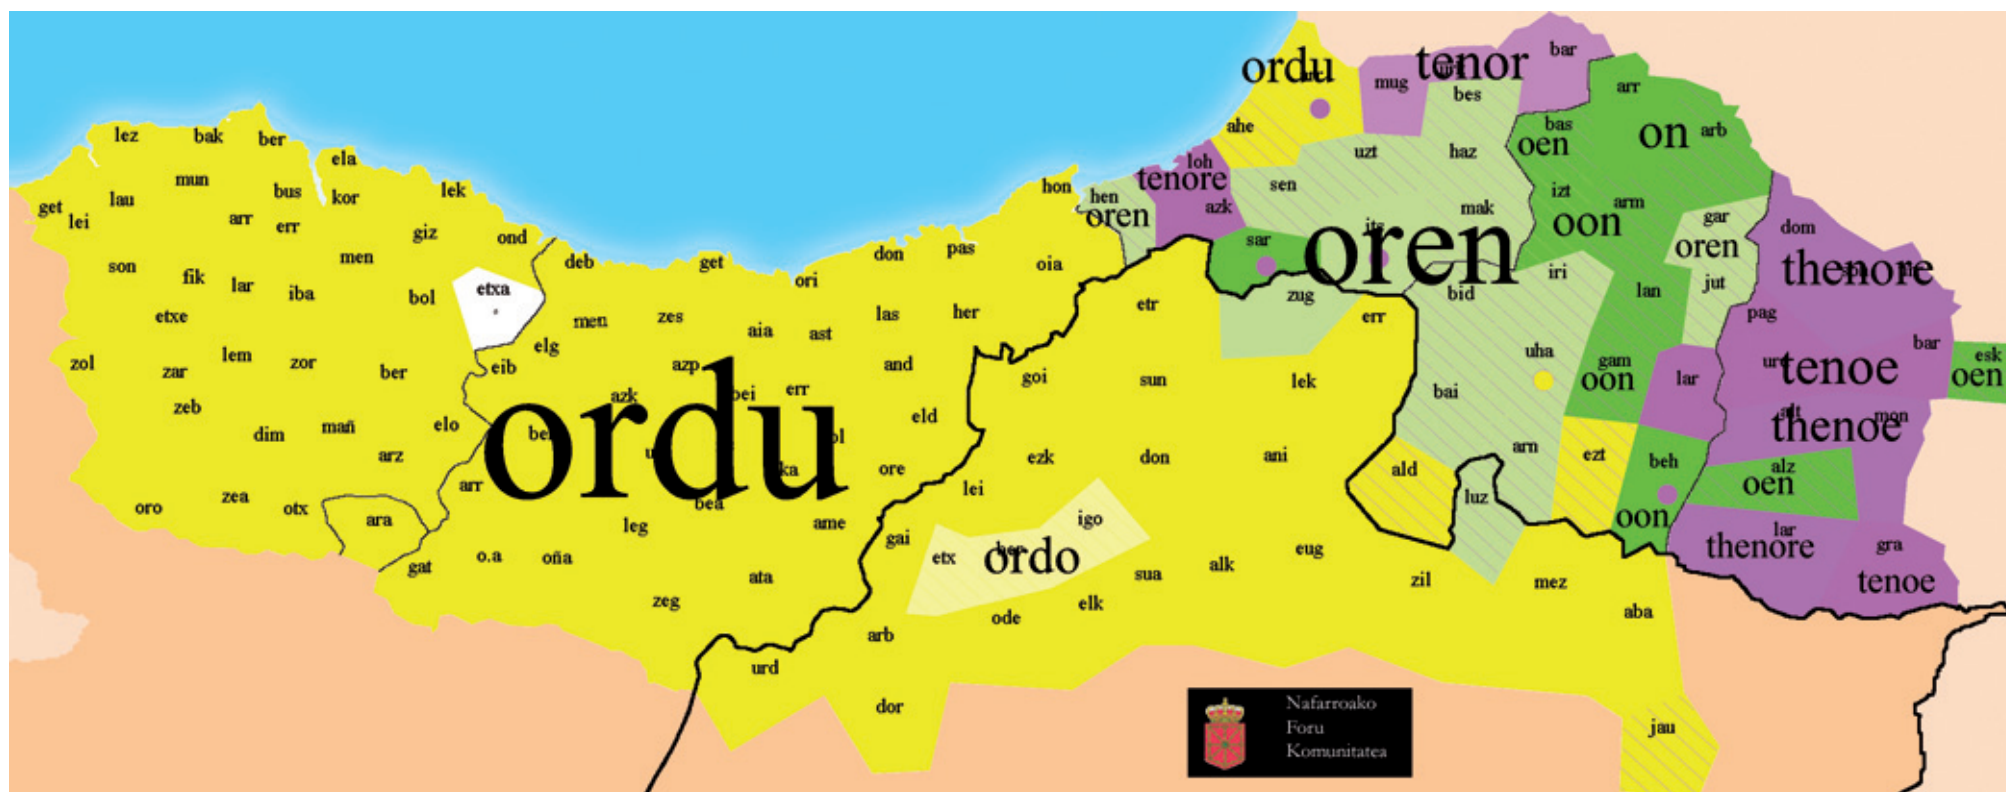 ordu
tenor
bar
mug
bes
arr
lez
bak
ber
ela
ahe
uzt
haz
bas
oen
on
arb
mun
lau
bus
kor
lek
hon
hen
oren
loh
tenore
azk
sen
mak
izt
oon
arm
gar
oren
jut
dom
thenore
get
lei
arr
err
giz
ond
men
son
fik
lar
iba
bol
etxa
deb
get
ori
don
pas
oia
sar
oren
zug
bid
iri
lan
pag
etxe
zol
zar
lem
zor
ber
zeb
dim
mañ
elo
arz
men
elg
eib
zes
aia
ast
las
her
azp
and
azk
bei
err
eld
ordu
ore
etr
err
goi
sun
lek
uha
bai
gam
oon
lar
tenoe
bar
esk
oen
thenoe
mon
ezk
don
ani
ald
arn
ezt
beh
alz
oen
oro
zea
otx
ara
arr
bea
leg
ame
lei
luz
oon
lar
thenore
gra
tenoe
gat
o.a
oña
zeg
ata
gai
etx
ordo
igo
sua
alk
eug
zil
mez
aba
elk
ode
arb
urd
dor
jau
Nafarroako
Foru
Komunitatea